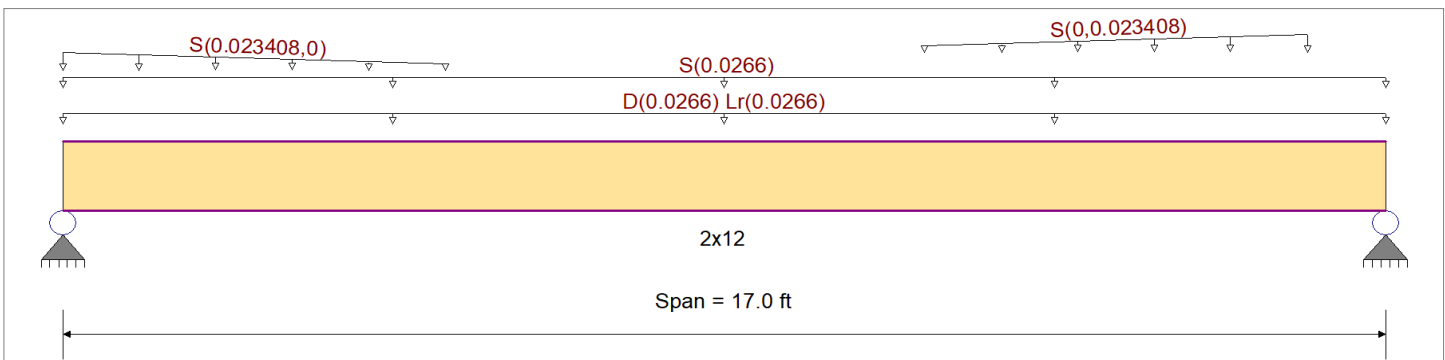 S(0.023408,0)
S(0,0.023408)
S(0.0266)
D(0.0266) Lr(0.0266)
2x12
Span = 17.0 ft